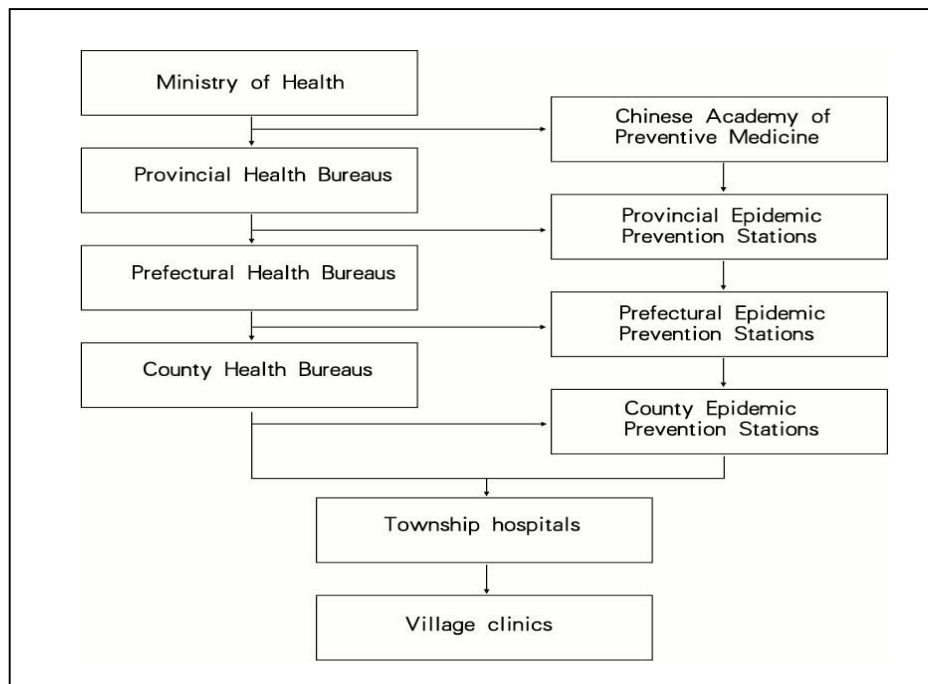 Ministry of Health
Chinese Academy of
Preventive Medicine
Provincial Health Bureaus
Provincial Epidemic
Prevention Stations
Prefectural Health Bureaus
Prefectural Epidemic
Prevention Stations
County Health Bureaus
County Epidemic
Prevention Stations
Township hospitals
Village clinics